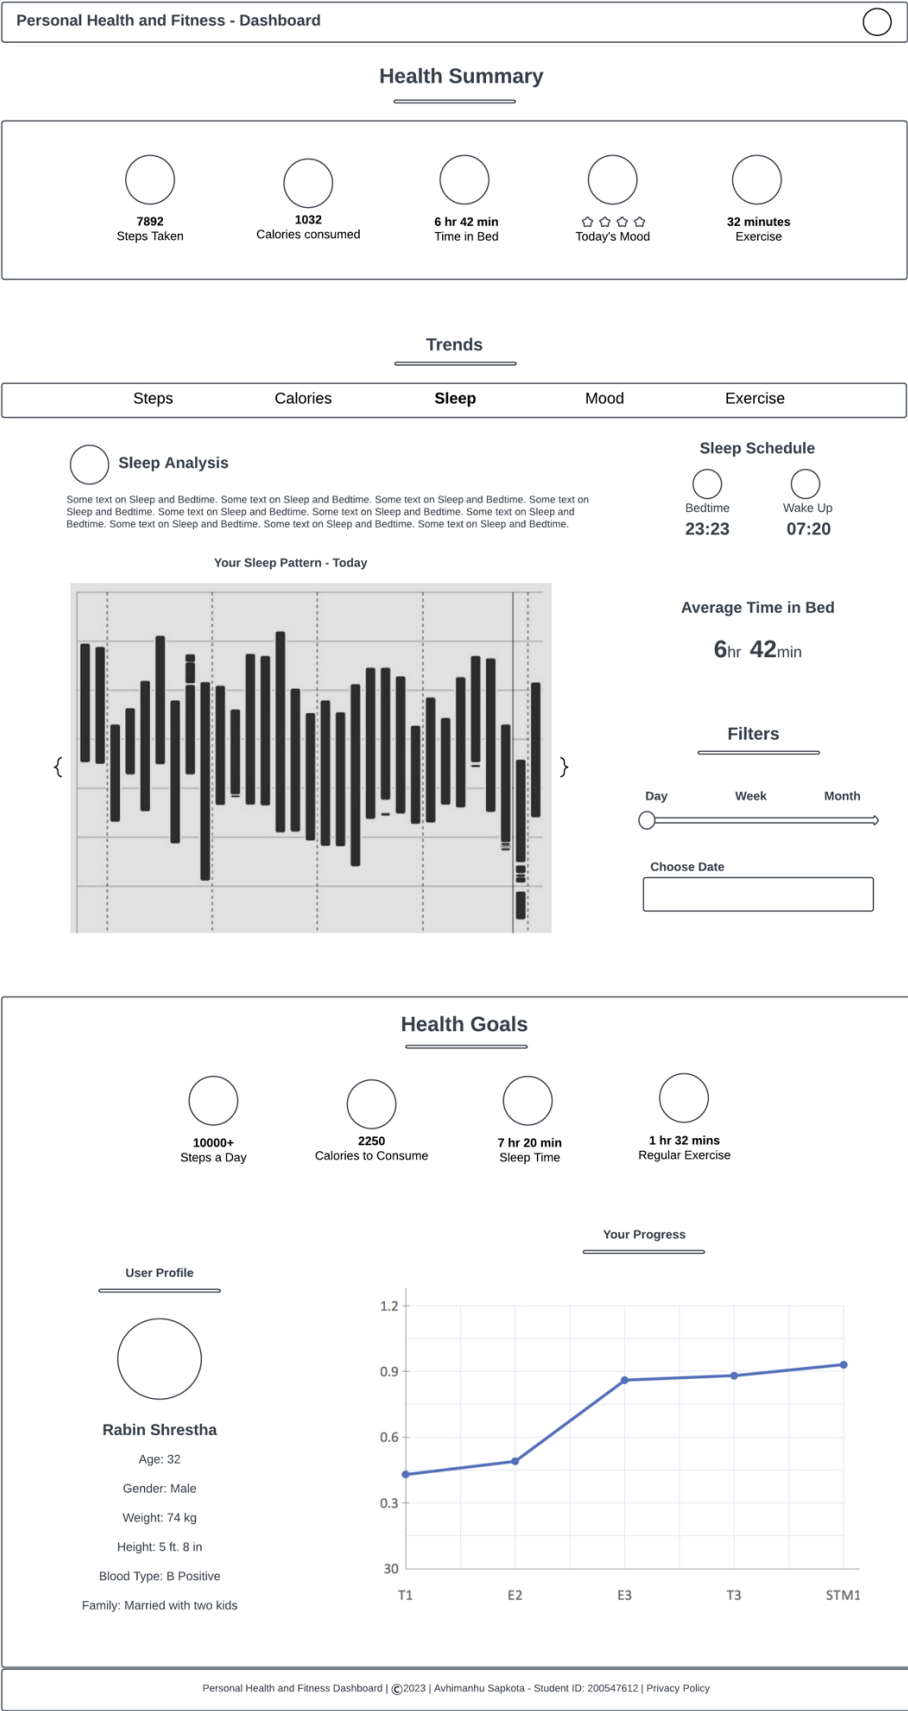 Personal Health and Fitness - Dashboard
Health Summary
7892
Steps Taken
1032
Calories consumed
6 hr 42 min
Time in Bed
Today's Mood
32 minutes
Exercise
Trends
Steps
Calories
Sleep
Mood
Exercise
Sleep Analysis
Some text on Sleep and Bedtime. Some text on Sleep and Bedtime. Some text on Sleep and Bedtime. Some text on
Sleep and Bedtime. Some text on Sleep and Bedtime. Some text on Sleep and Bedtime. Some text on Sleep and
Bedtime. Some text on Sleep and Bedtime. Some text on Sleep and Bedtime. Some text on Sleep and Bedtime.
Your Sleep Pattern - Today
{
}
Sleep Schedule
Bedtime
23:23
Wake Up
07:20
Average Time in Bed
6hr 42min
Filters
Day
Week
Month
Choose Date
Health Goals
10000+
Steps a Day
2250
Calories to Consume
7 hr 20 min
Sleep Time
1 hr 32 mins
Regular Exercise
User Profile
Rabin Shrestha
Age: 32
Gender: Male
Weight: 74 kg
Height: 5 ft. 8 in
Blood Type: B Positive
Family: Married with two kids
Your Progress
1.2
0.9
0.6
0.3
30
T1
E2
E3
T3
STM1
Personal Health and Fitness Dashboard | ©2023 | Avhimanhu Sapkota - Student ID: 200547612 | Privacy Policy